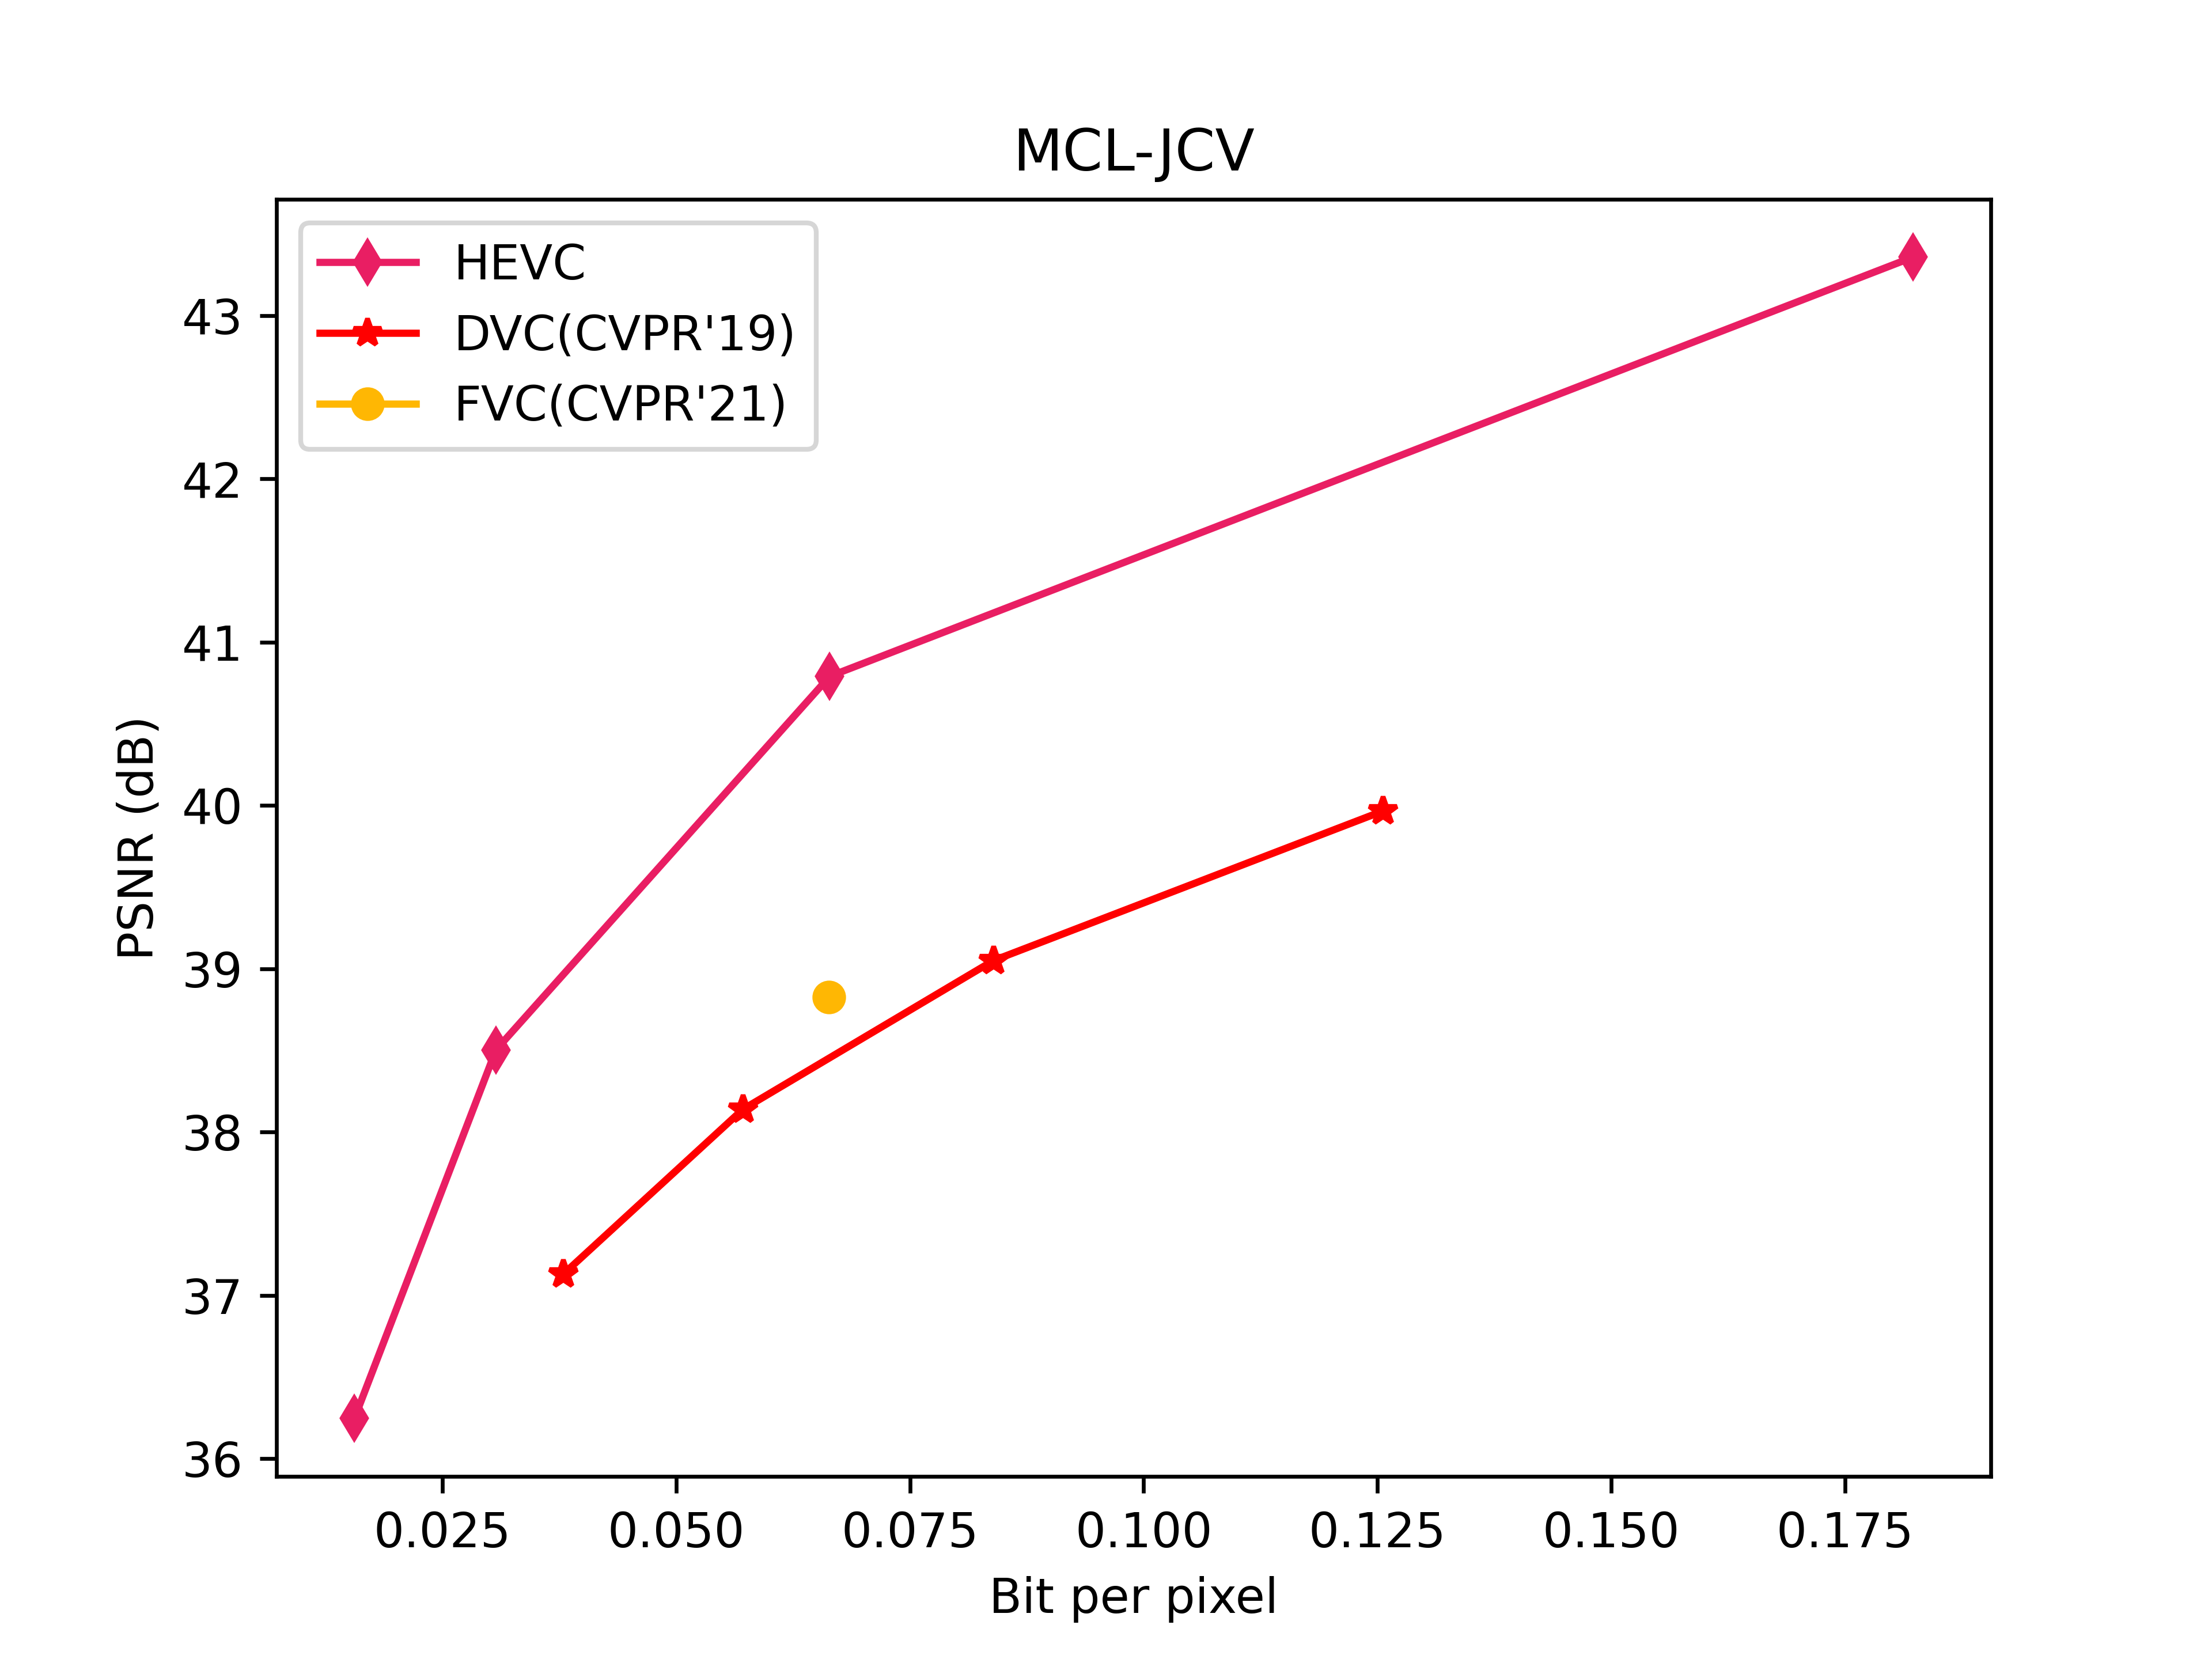 MCL-JCV
HEVC
DVC(CVPR'19)
FVC(CVPR'21)
PSNR (dB)
43
42
41
40
39
38
37
36
0.025 0.050 0.075 0.100 0.125 0.150 0.175
Bit per pixel